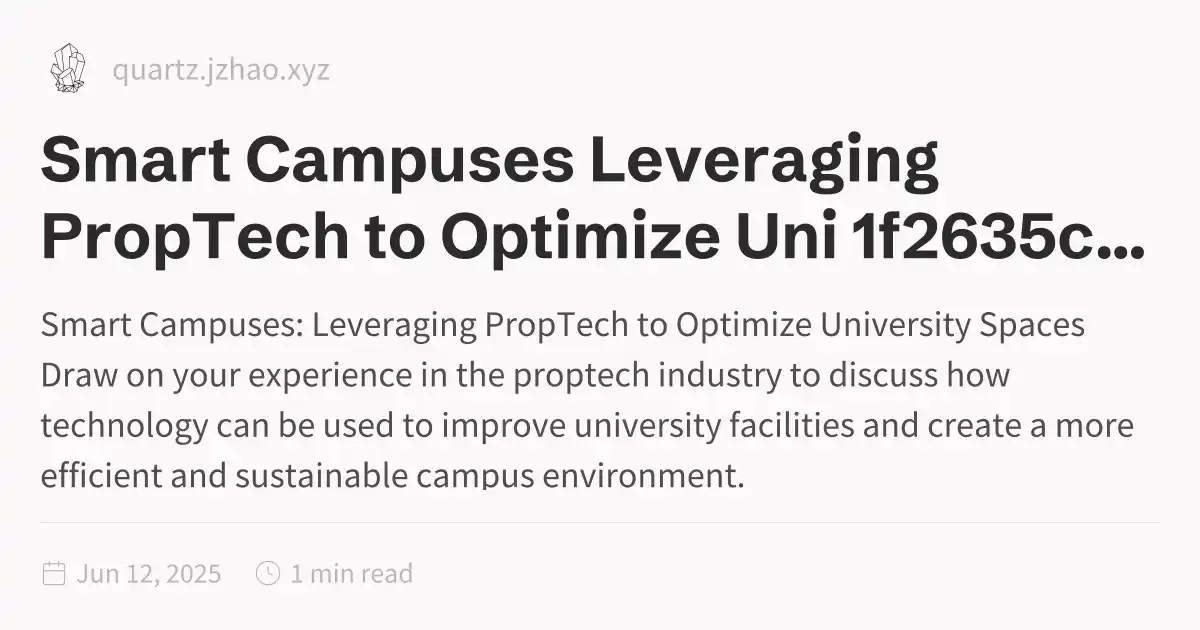 quartz.jzhao.xyz
Smart Campuses Leveraging
PropTech to Optimize Uni 1f2635c...
Smart Campuses: Leveraging PropTech to Optimize University Spaces
Draw on your experience in the proptech industry to discuss how
technology can be used to improve university facilities and create a more
efficient and sustainable campus environment.
Jun 12, 2025 1 min read